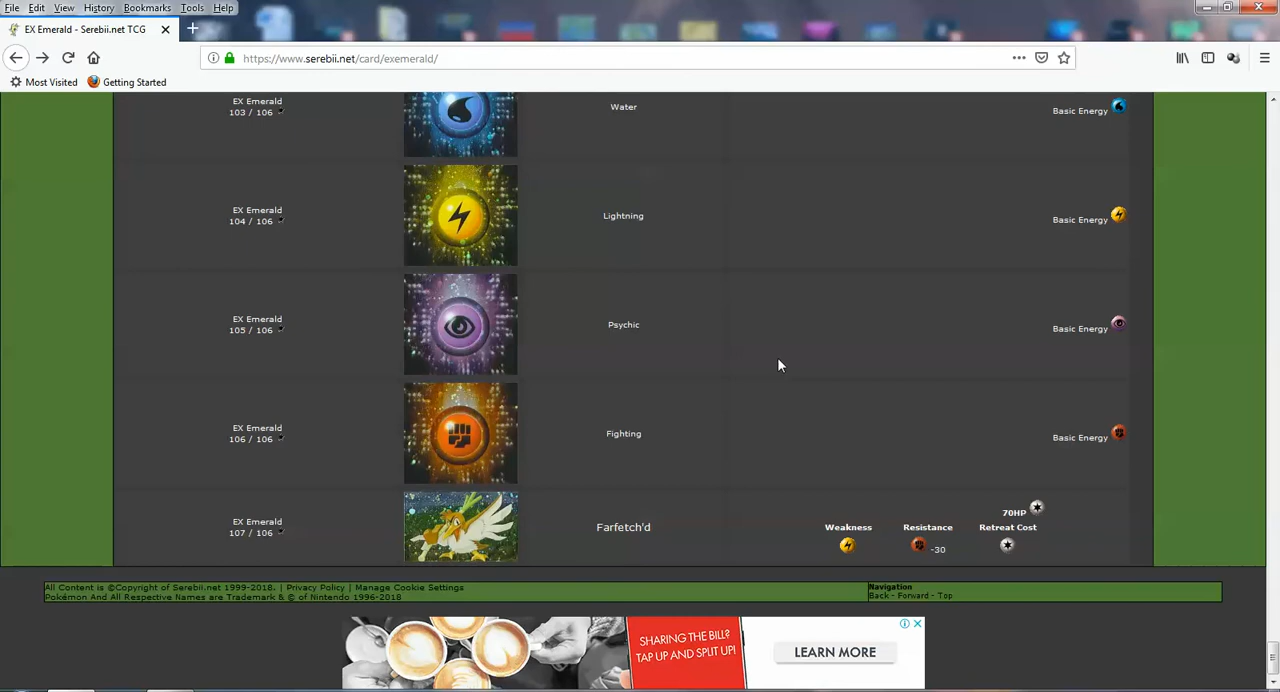 File Edit View History Bookmarks Tools Help
EX Emerald - Serebii.net TCG
https://www.serebii.net/card/exemerald/
Most Visited Getting Started
EX Emerald
103 / 106
Water
Basic Energy
EX Emerald
104 / 106
Lightning
Basic Energy
EX Emerald
105 / 106
Psychic
Basic Energy
EX Emerald
106 / 106
Fighting
Basic Energy
EX Emerald
107 / 106
Farfetch'd
70HP
Weakness Resistance Retreat Cost
-30
All Content is ©Copyright of Serebii.net 1999-2018. | Privacy Policy | Manage Cookie Settings
Pokémon And All Respective Names are Trademark & © of Nintendo 1996-2018
Navigation
Back - Forward - Top
SHARING THE BILL?
TAP UP AND SPLIT UP!
LEARN MORE